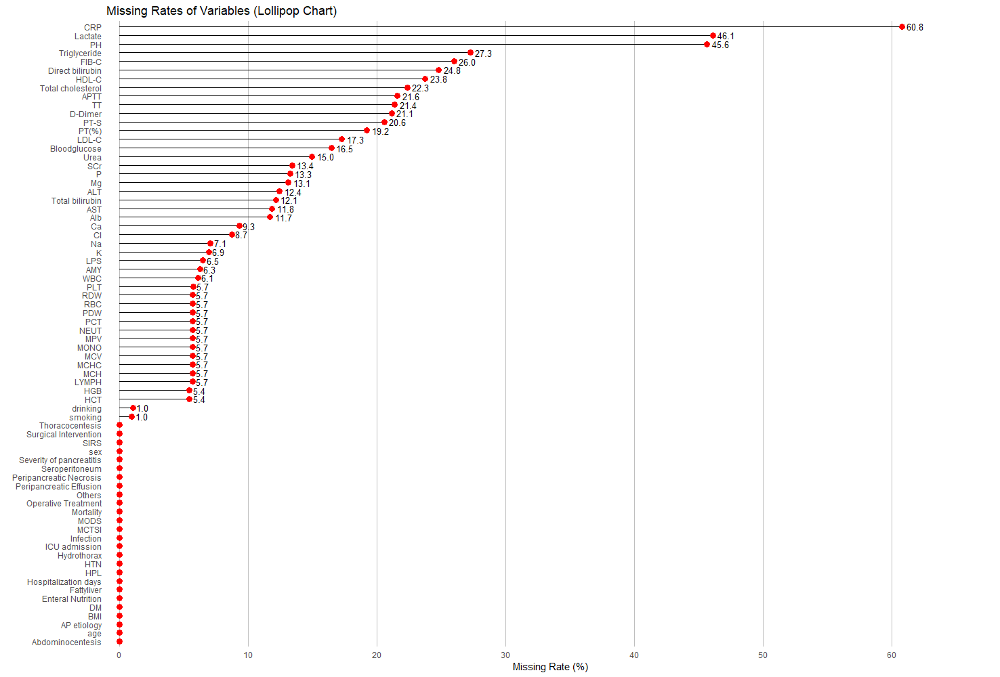 Missing Rates of Variables (Lollipop Chart)
CRP 60.8
Lactate 46.1
PH 45.6
Triglyceride 27.3
FIB-C 26.0
Direct bilirubin 24.8
HDL-C 23.8
Total cholesterol 22.3
APTT 21.6
TT 21.4
D-Dimer 21.1
PT-S 20.6
PT(%) 19.2
LDL-C 17.3
Bloodglucose 16.5
Urea 15.0
SCr 13.4
P 13.3
Mg 13.1
ALT 12.4
Total bilirubin 12.1
AST 11.8
Alb 11.7
Ca 9.3
Cl 8.7
Na 7.1
K 6.9
LPS 6.5
AMY 6.3
WBC 6.1
PLT 5.7
RDW 5.7
RBC 5.7
PDW 5.7
PCT 5.7
NEUT 5.7
MPV 5.7
MONO 5.7
MCV 5.7
MCHC 5.7
MCH 5.7
LYMPH 5.7
HGB 5.4
HCT 5.4
drinking 1.0
smoking 1.0
Thoracocentesis
Surgical Intervention
SIRS
sex
Severity of pancreatitis
Seroperitoneum
Peripancreatic Necrosis
Peripancreatic Effusion
Others
Operative Treatment
Mortality
MODS
MCTSI
Infection
ICU admission
Hydrothorax
HTN
HPL
Hospitalization days
Fattyliver
Enteral Nutrition
DM
BMI
AP etiology
age
Abdominocentesis
0 10 20 30 40 50 60
Missing Rate (%)